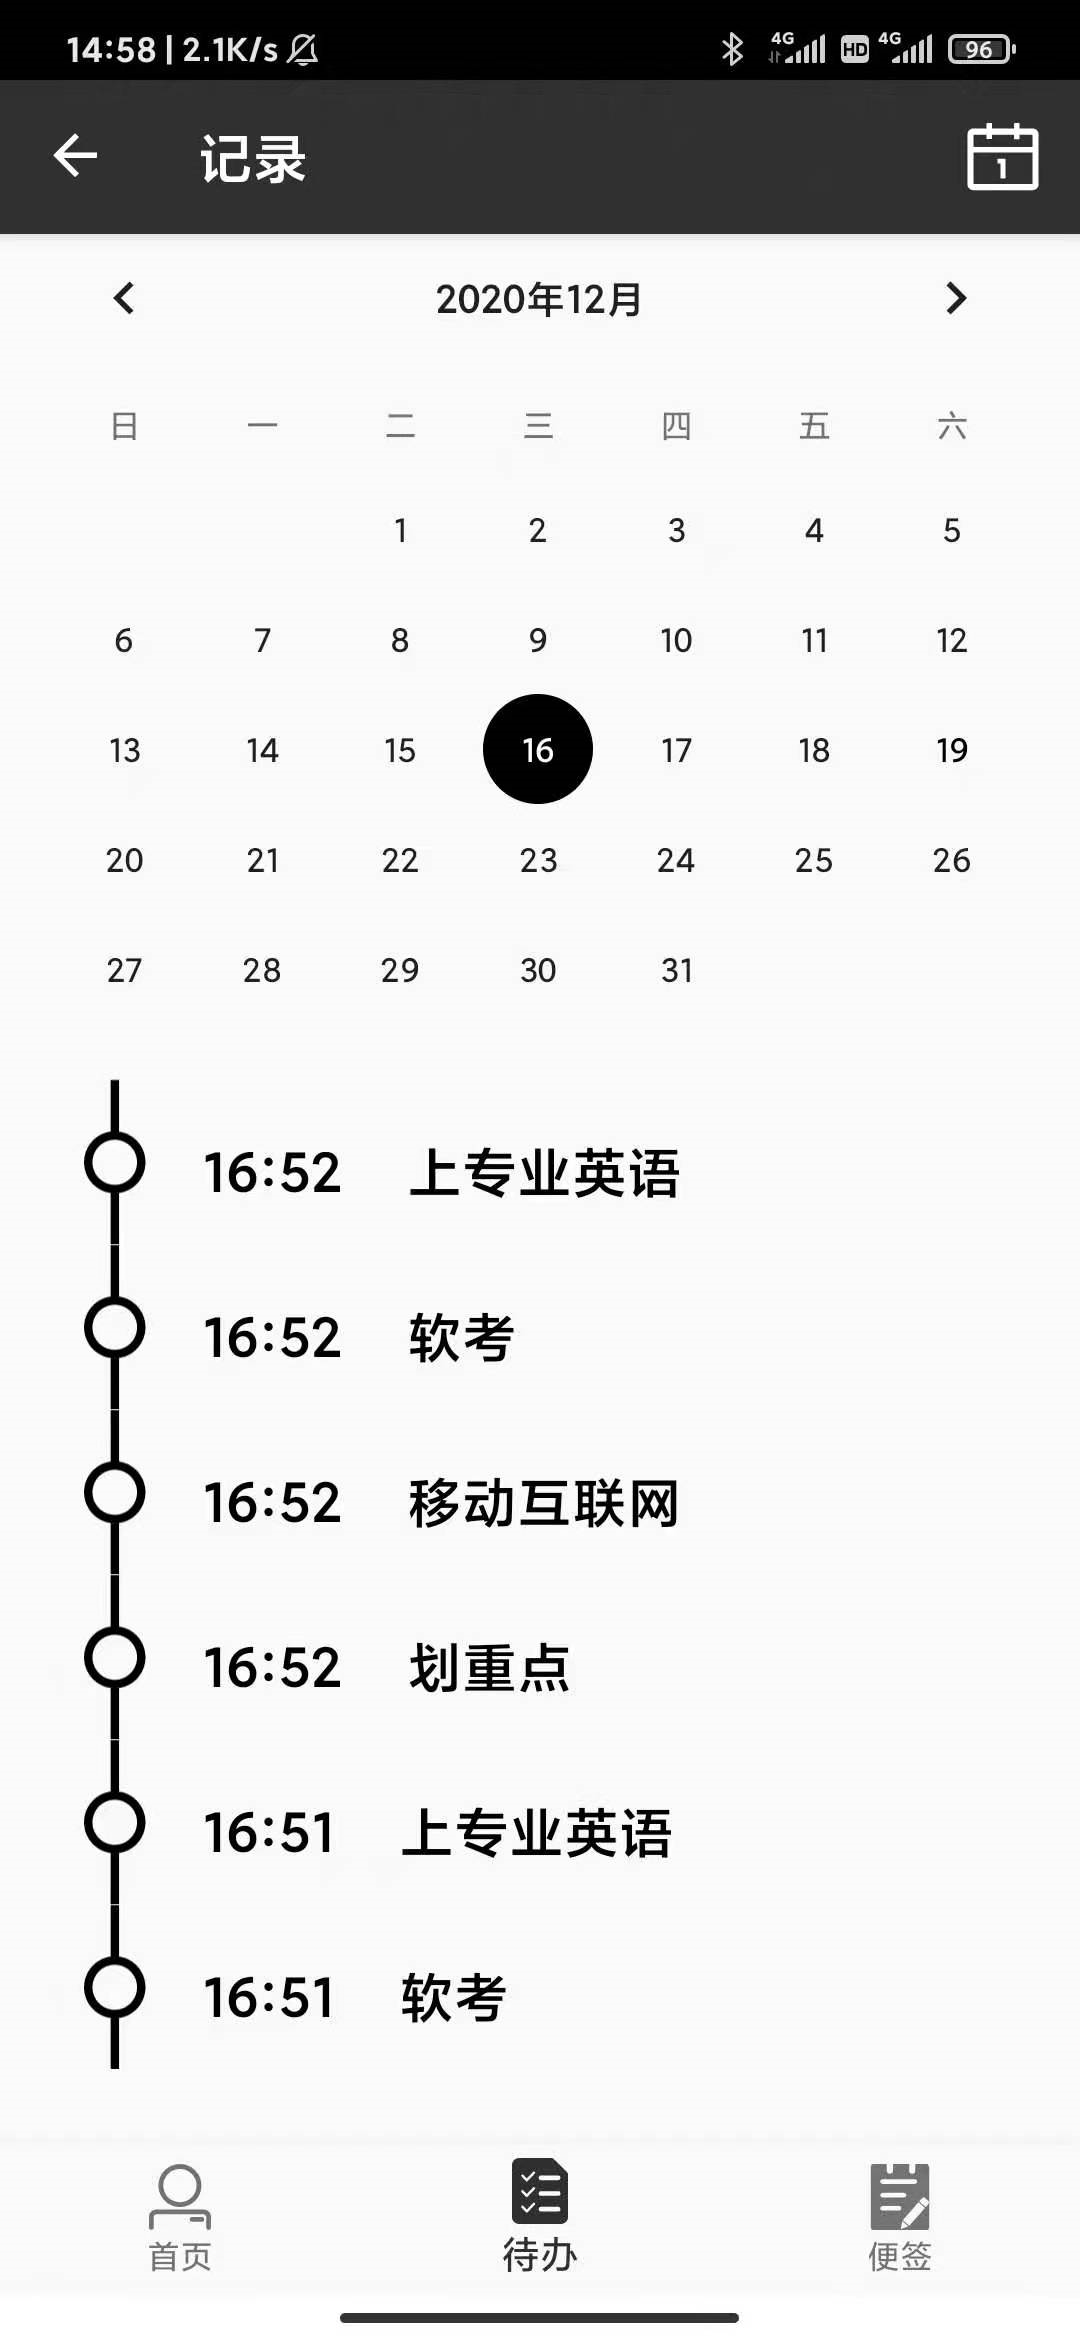 14:58 | 2.1K/s 4G HD 4G 96
记录 1
2020年12月
日 一 二 三 四 五 六
1 2 3 4 5
6 7 8 9 10 11 12
13 14 15 16 17 18 19
20 21 22 23 24 25 26
27 28 29 30 31
16:52 上专业英语
16:52 软考
16:52 移动互联网
16:52 划重点
16:51 上专业英语
16:51 软考
首页 待办 便签